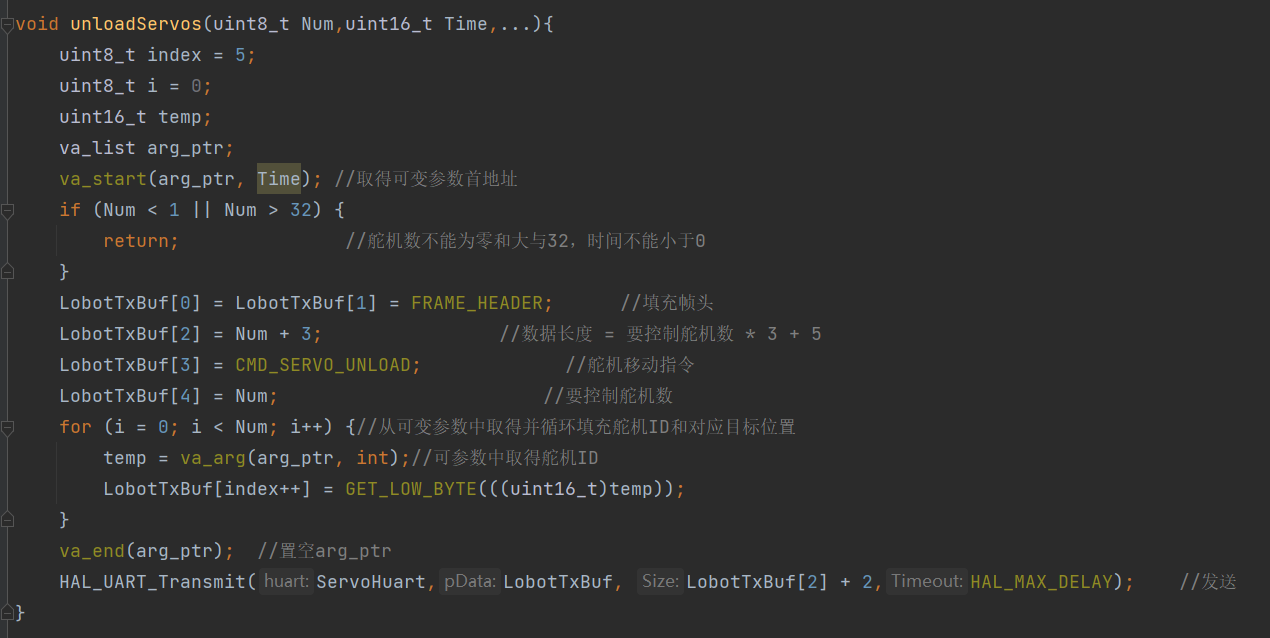 void unloadServos(uint8_t Num,uint16_t Time,...){
    uint8_t index = 5;
    uint8_t i = 0;
    uint16_t temp;
    va_list arg_ptr;
    va_start(arg_ptr, Time); //取得可变参数首地址
    if (Num < 1 || Num > 32) {
        return;               //舵机数不能为零和大与32，时间不能小于0
    }
    LobotTxBuf[0] = LobotTxBuf[1] = FRAME_HEADER;      //填充帧头
    LobotTxBuf[2] = Num + 3;                //数据长度 = 要控制舵机数 * 3 + 5
    LobotTxBuf[3] = CMD_SERVO_UNLOAD;             //舵机移动指令
    LobotTxBuf[4] = Num;                        //要控制舵机数
    for (i = 0; i < Num; i++) {//从可变参数中取得并循环填充舵机ID和对应目标位置
        temp = va_arg(arg_ptr, int);//可参数中取得舵机ID
        LobotTxBuf[index++] = GET_LOW_BYTE(((uint16_t)temp));
    }
    va_end(arg_ptr);  //置空arg_ptr
    HAL_UART_Transmit( huart: ServoHuart, pData: LobotTxBuf, Size: LobotTxBuf[2] + 2, Timeout: HAL_MAX_DELAY);    //发送
}